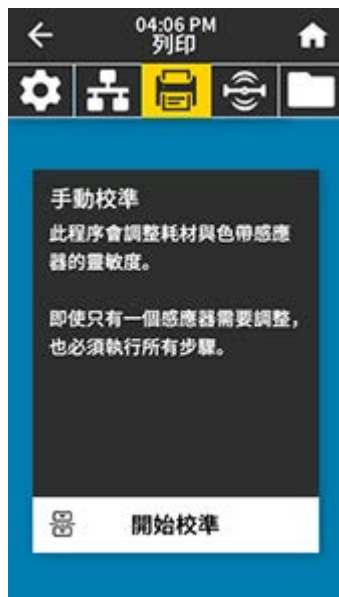 04:06 PM
列印
手動校準
此程序會調整耗材與色帶感應
器的靈敏度。
即使只有一個感應器需要調整，
也必須執行所有步驟。
開始校準